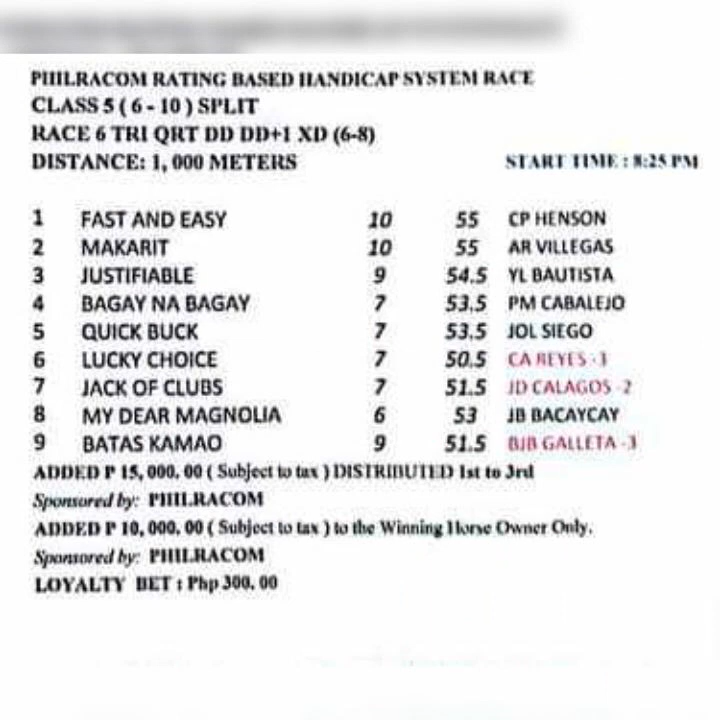 PHILRACOM RATING BASED HANDICAP SYSTEM RACE
CLASS 5 ( 6 - 10 ) SPLIT
RACE 6 TRI QRT DD DD+1 XD (6-8)
DISTANCE: 1, 000 METERS START TIME : 8:25 PM
1 FAST AND EASY 10 55 CP HENSON
2 MAKARIT 10 55 AR VILLEGAS
3 JUSTIFIABLE 9 54.5 YL BAUTISTA
4 BAGAY NA BAGAY 7 53.5 PM CABALEJO
5 QUICK BUCK 7 53.5 JOL SIEGO
6 LUCKY CHOICE 7 50.5 CA REYES -3
7 JACK OF CLUBS 7 51.5 JD CALAGOS -2
8 MY DEAR MAGNOLIA 6 53 JB BACAYCAY
9 BATAS KAMAO 9 51.5 BJB GALLETA -3
ADDED P 15, 000. 00 ( Subject to tax ) DISTRIBUTED 1st to 3rd
Sponsored by: PHILRACOM
ADDED P 10, 000. 00 ( Subject to tax ) to the Winning Horse Owner Only.
Sponsored by: PHILRACOM
LOYALTY BET : Php 300. 00